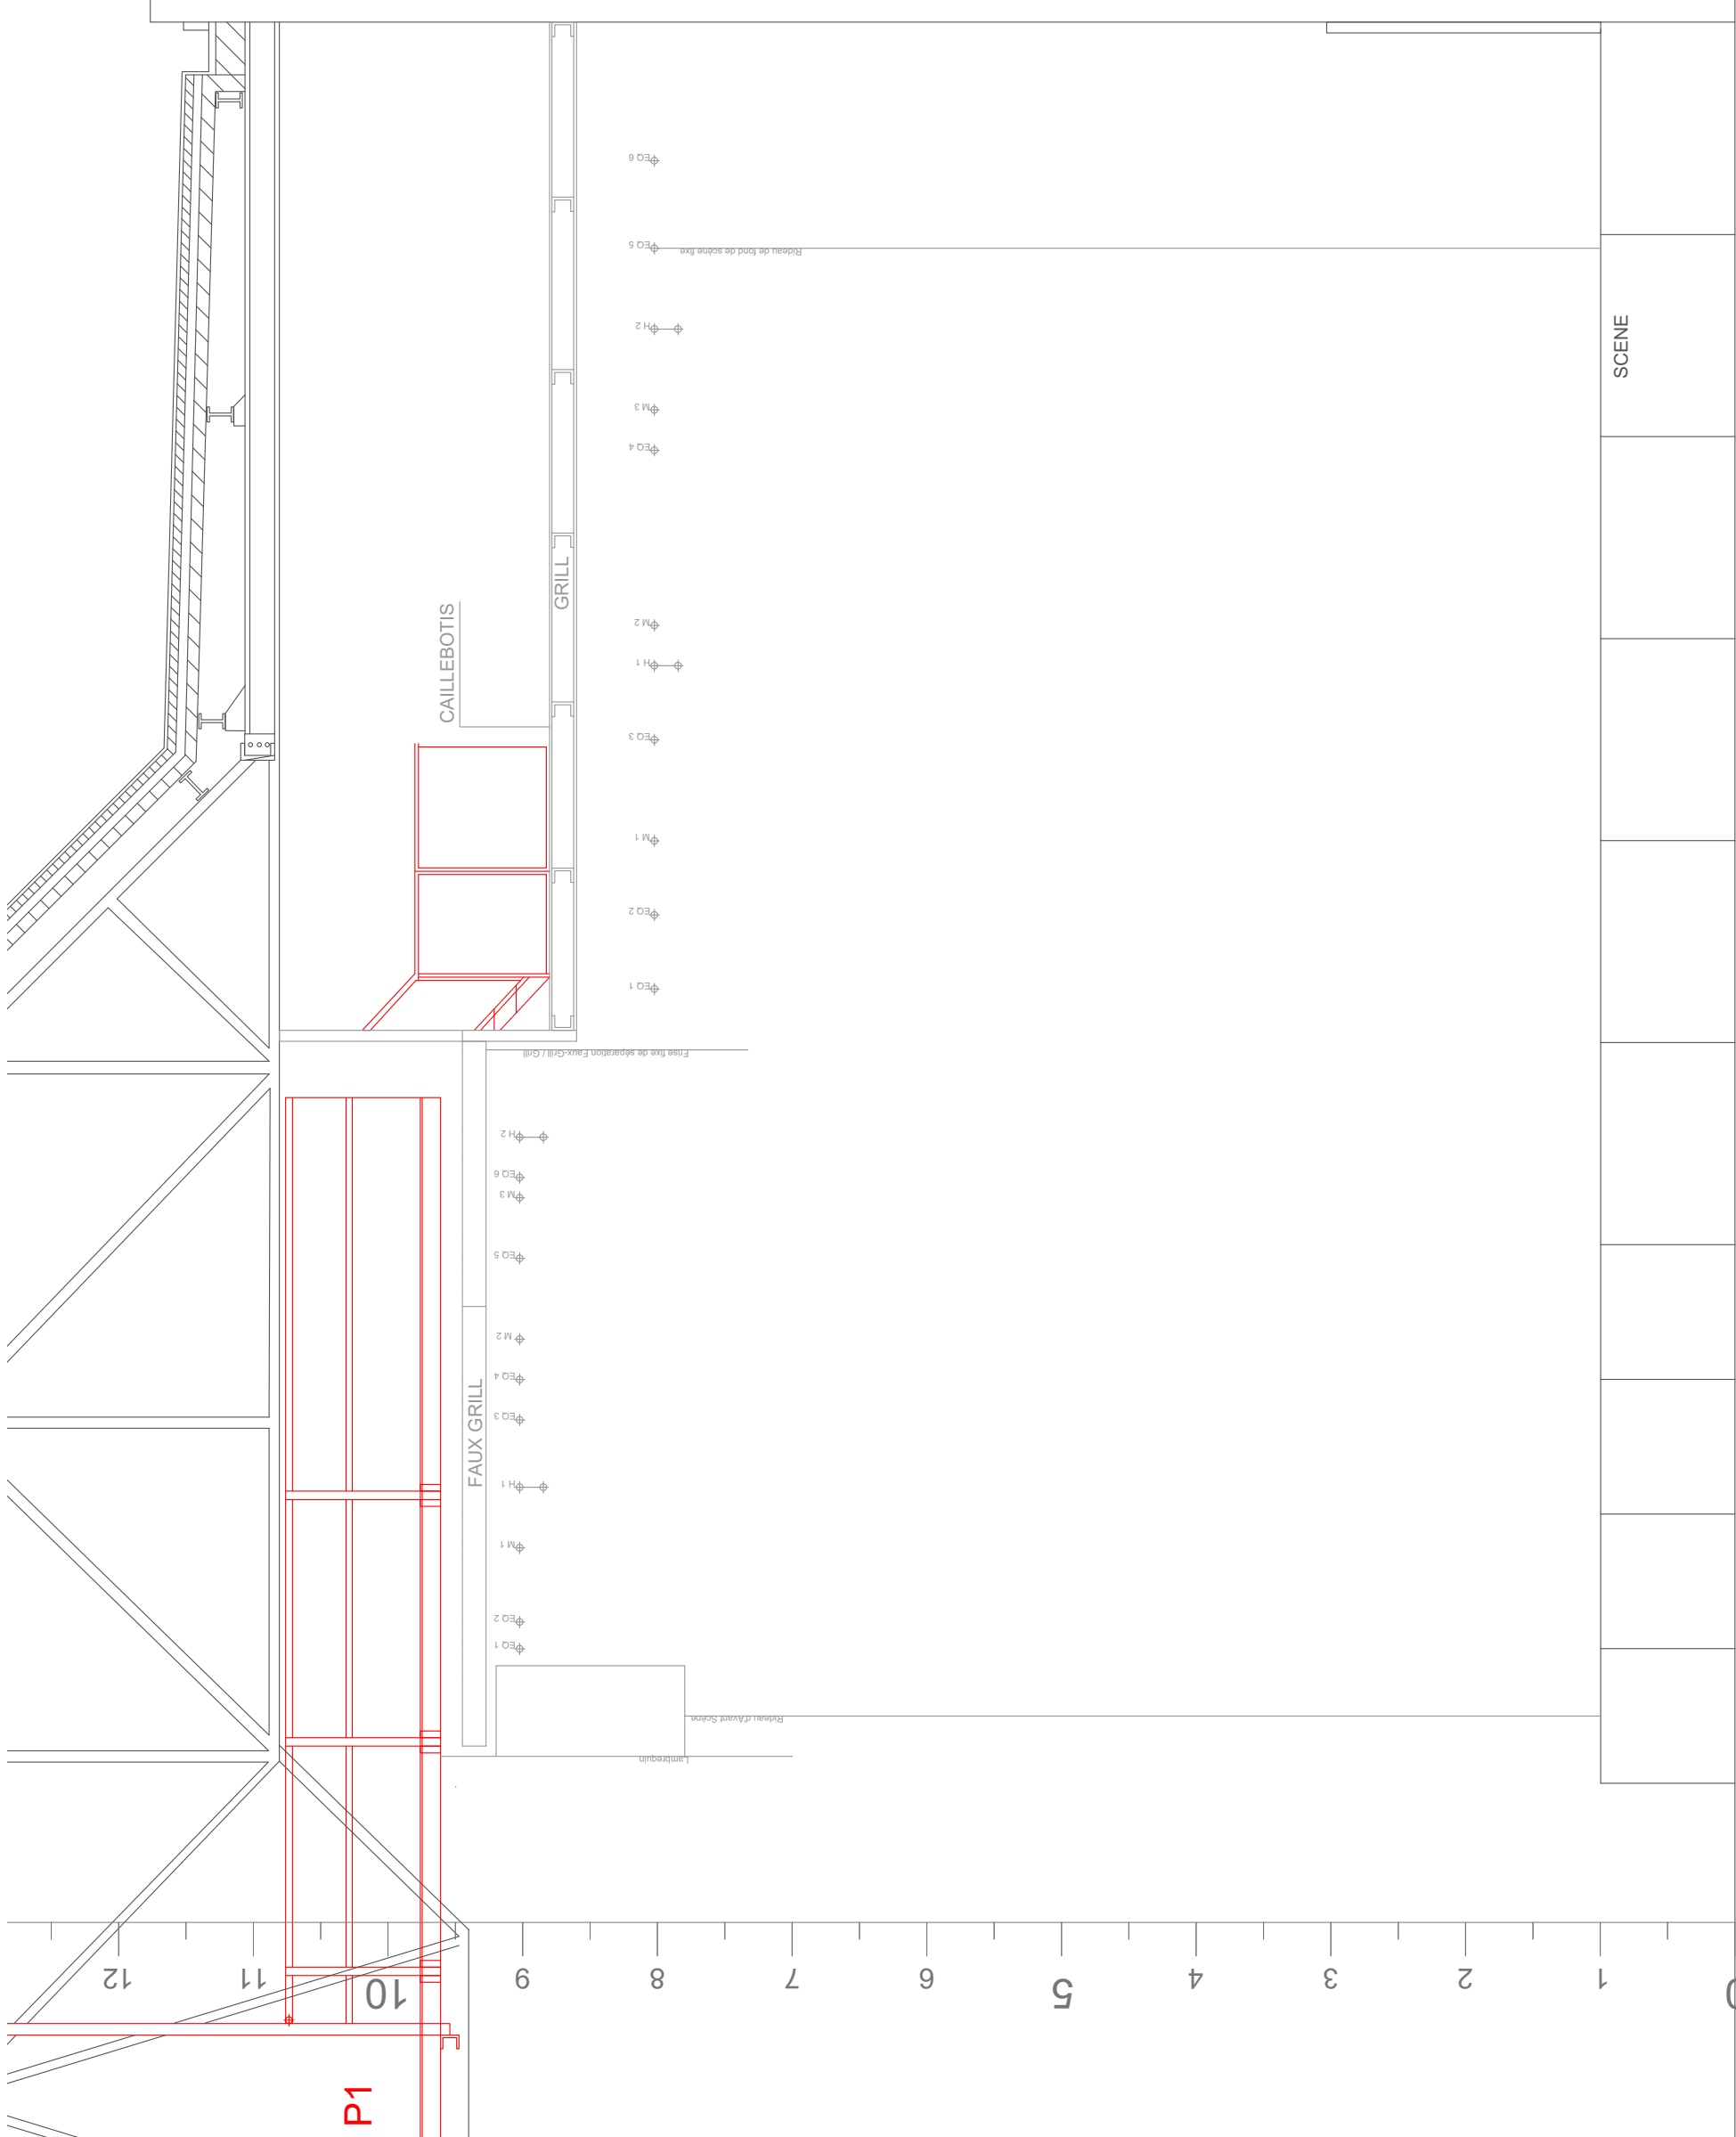 EQ 6
EQ 5
Rideau de fond de scène fixe
H 2
M 3
EQ 4
SCENE
GRILL
CAILLEBOTIS
M 2
H 1
EQ 3
M 1
EQ 2
EQ 1
Frise fixe de séparation Faux-Grill / Grill
H 2
EQ 6
M 3
EQ 5
M 2
EQ 4
EQ 3
FAUX GRILL
H 1
M 1
EQ 2
EQ 1
Rideau d'Avant Scène
Lambrequin
12
11
10
9
8
7
6
5
4
3
2
1
0
P1